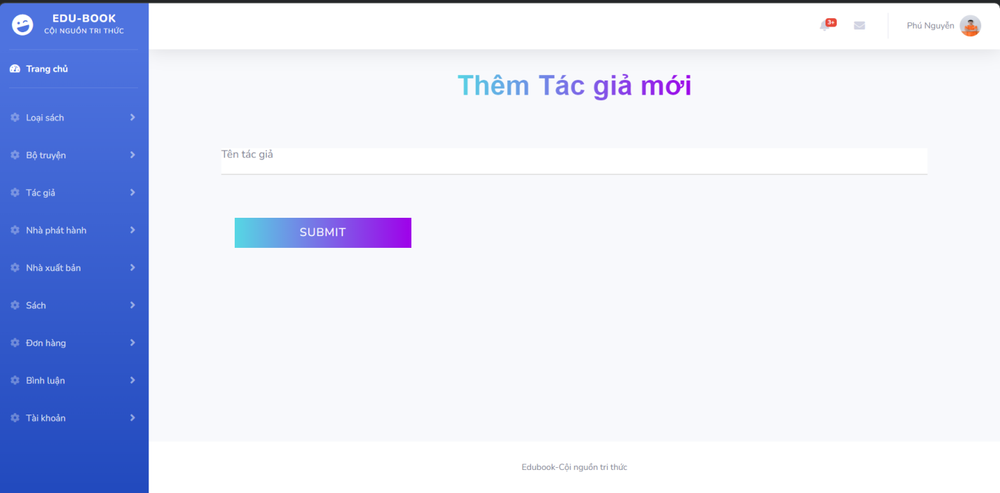 EDU-BOOK
CỘI NGUỒN TRI THỨC
3+
Phú Nguyễn
Trang chủ
Thêm Tác giả mới
Loại sách
Bộ truyện
Tên tác giả
Tác giả
Nhà phát hành
SUBMIT
Nhà xuất bản
Sách
Đơn hàng
Bình luận
Tài khoản
Edubook-Cội nguồn tri thức